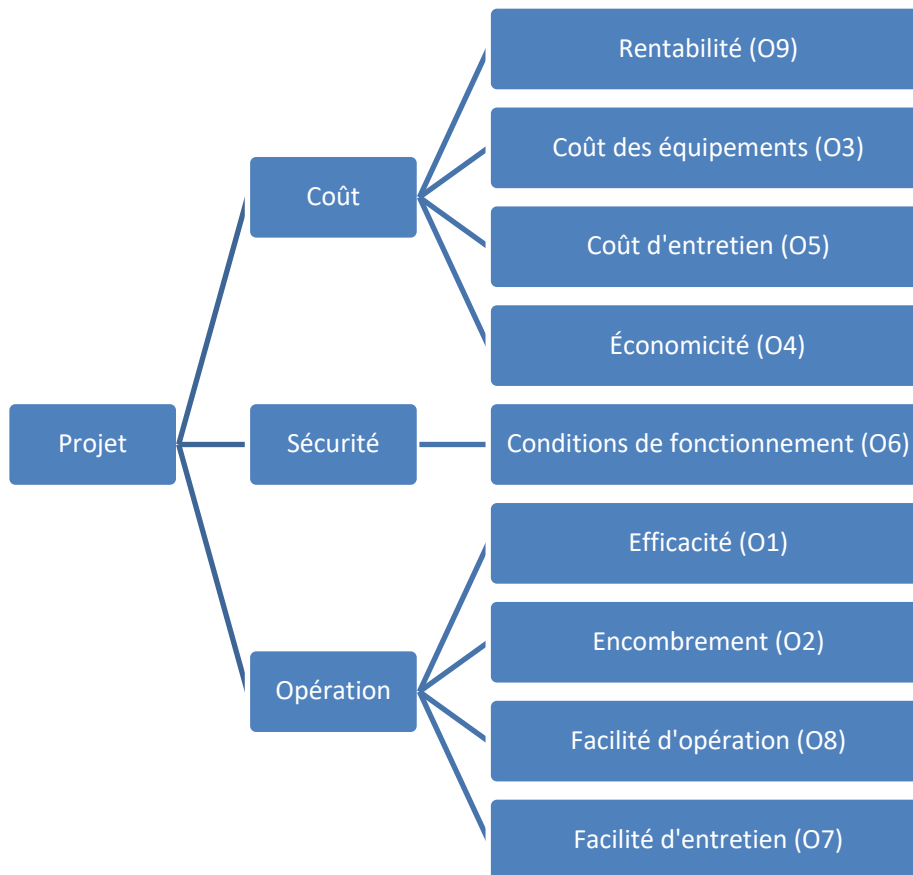 Projet
Coût
Rentabilité (O9)
Coût des équipements (O3)
Coût d'entretien (O5)
Économicité (O4)
Sécurité
Conditions de fonctionnement (O6)
Opération
Efficacité (O1)
Encombrement (O2)
Facilité d'opération (O8)
Facilité d'entretien (O7)